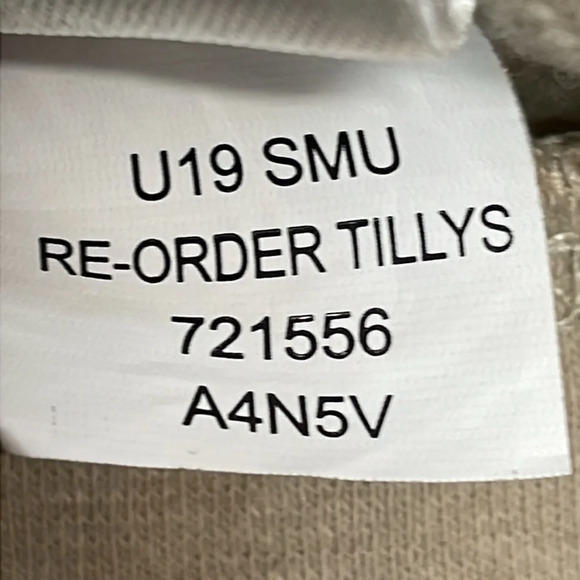 U19 SMU
RE-ORDER TILLYS
721556
A4N5V